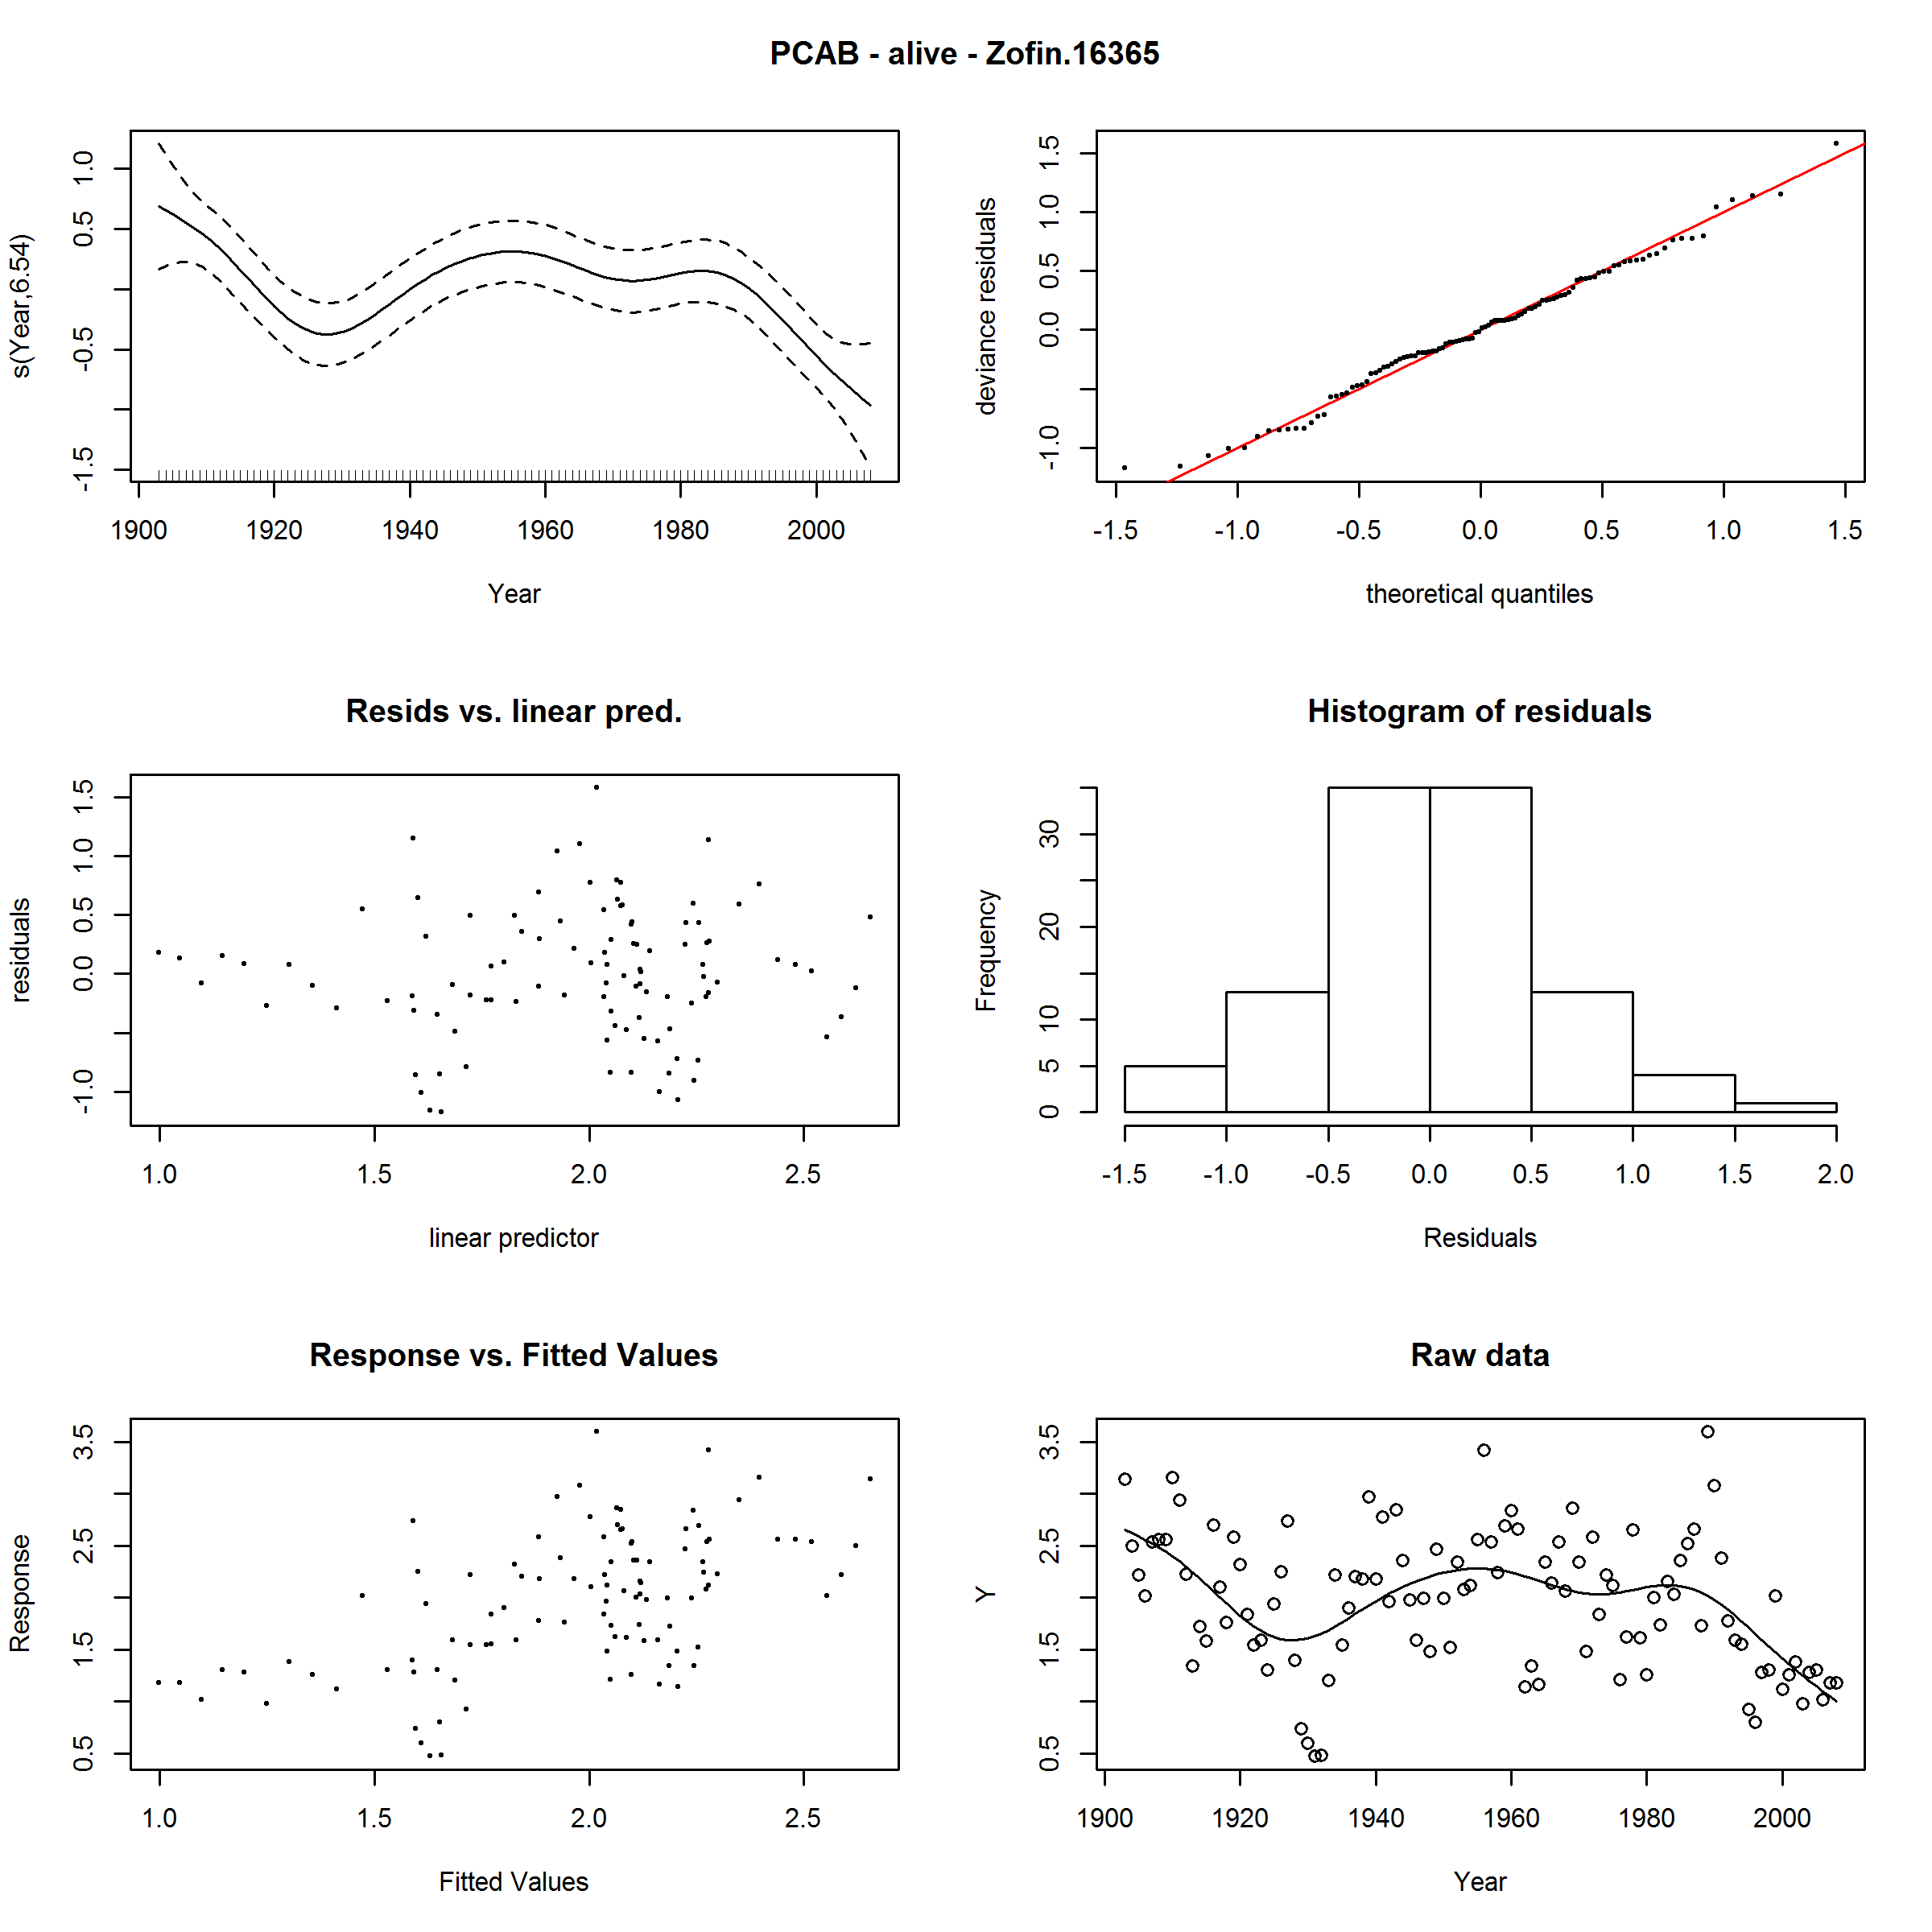 PCAB - alive - Zofin.16365
s(Year,6.54)
1.0
0.5
-0.5
-1.5
1900 1920 1940 1960 1980 2000
Year
deviance residuals
1.5
1.0
0.5
0.0
-1.0
-1.5 -1.0 -0.5 0.0 0.5 1.0 1.5
theoretical quantiles
Resids vs. linear pred.
residuals
1.5
1.0
0.5
0.0
-1.0
1.0 1.5 2.0 2.5
linear predictor
Histogram of residuals
Frequency
30
20
10
5
0
-1.5 -1.0 -0.5 0.0 0.5 1.0 1.5 2.0
Residuals
Response vs. Fitted Values
Response
3.5
2.5
1.5
0.5
1.0 1.5 2.0 2.5
Fitted Values
Raw data
Y
3.5
2.5
1.5
0.5
1900 1920 1940 1960 1980 2000
Year